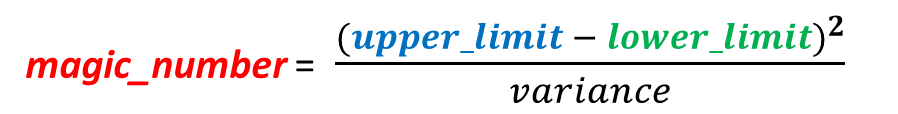 magic_number = (upper_limit − lower_limit)²
variance